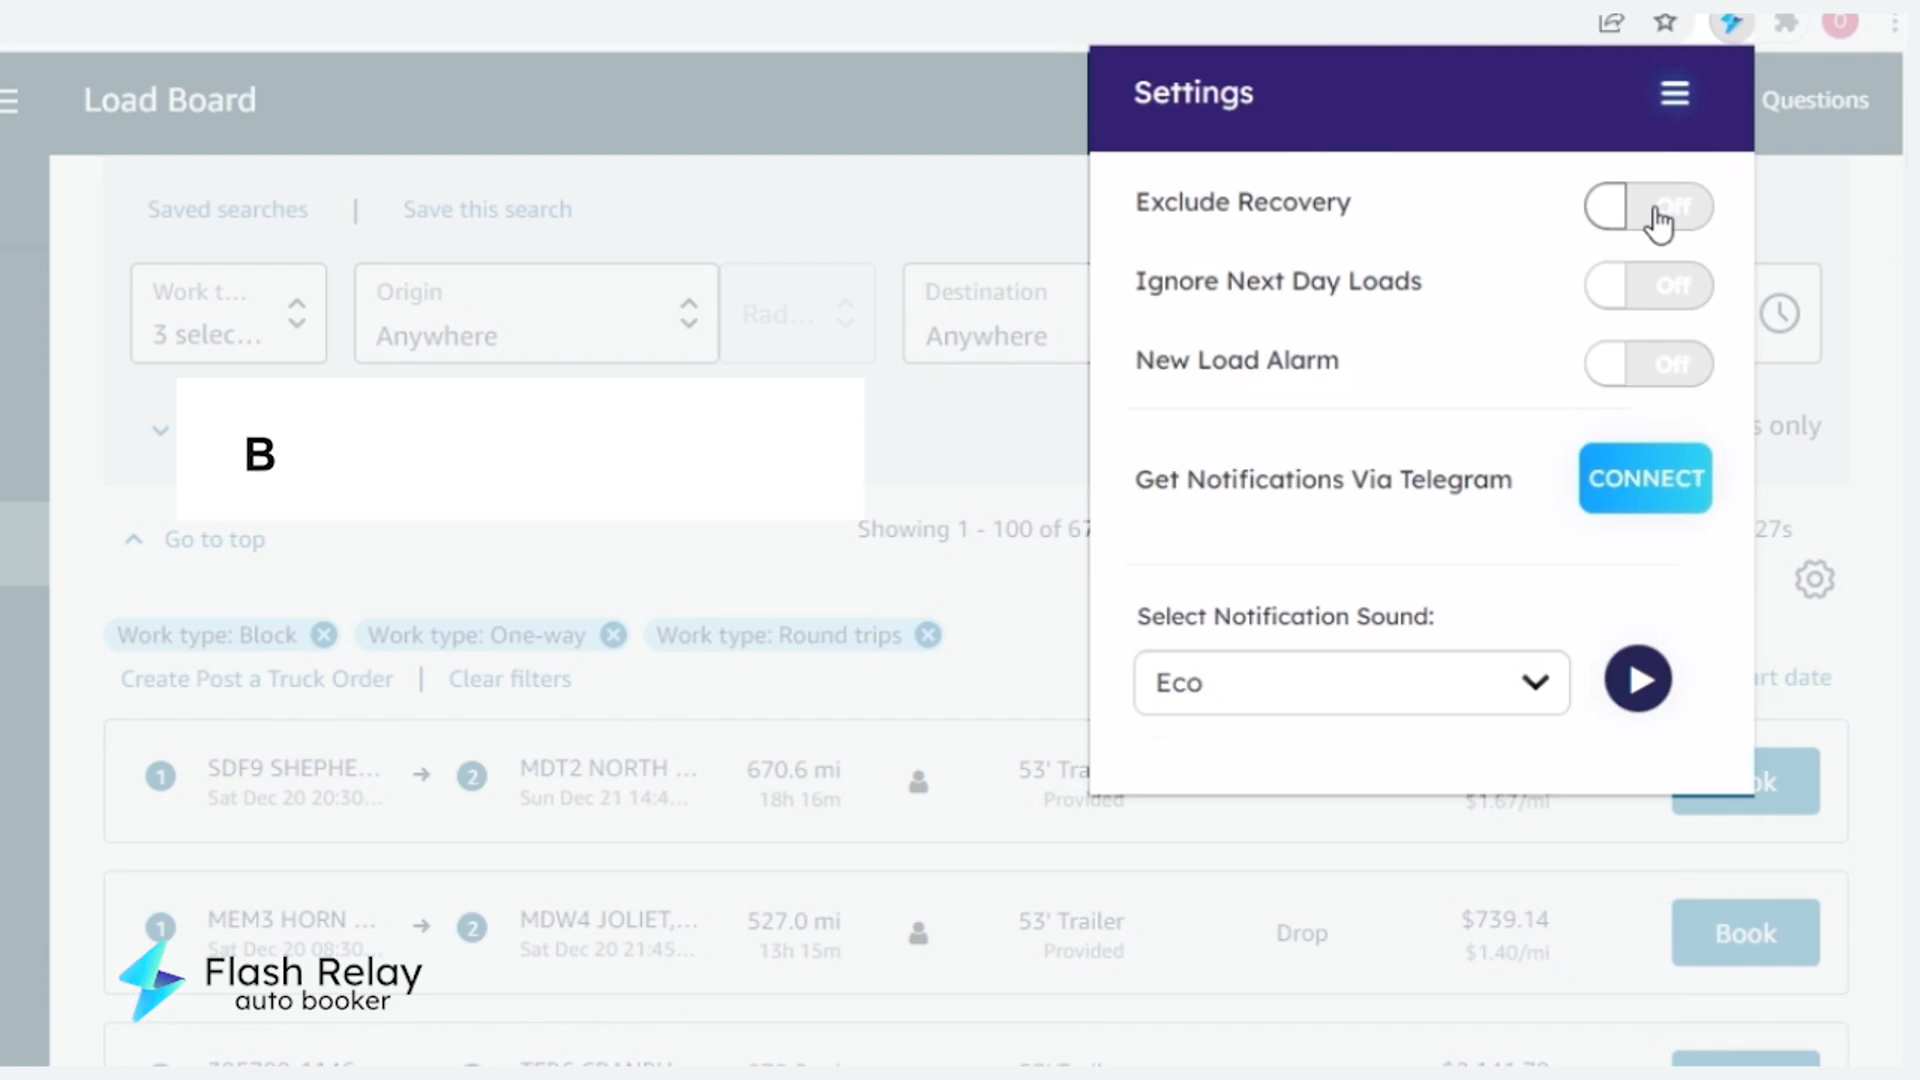 Load Board
Questions
Settings
Exclude Recovery
Off
Ignore Next Day Loads
Off
New Load Alarm
Off
Get Notifications Via Telegram
CONNECT
Select Notification Sound:
Eco
Saved searches | Save this search
Work t...
3 selec...
Origin
Anywhere
Rad...
Destination
Anywhere
B
s only
Go to top
Showing 1 - 100 of 67
27s
Work type: Block
Work type: One-way
Work type: Round trips
Create Post a Truck Order | Clear filters
art date
1 SDF9 SHEPHE... → 2 MDT2 NORTH ... 670.6 mi 53' Tra ok
Sat Dec 20 20:30... Sun Dec 21 14:4... 18h 16m Provided $1.67/mi
1 MEM3 HORN ... → 2 MDW4 JOLIET,... 527.0 mi 53' Trailer Drop $739.14 Book
Sat Dec 20 08:30... Sat Dec 20 21:45... 13h 15m Provided $1.40/mi
Flash Relay
auto booker